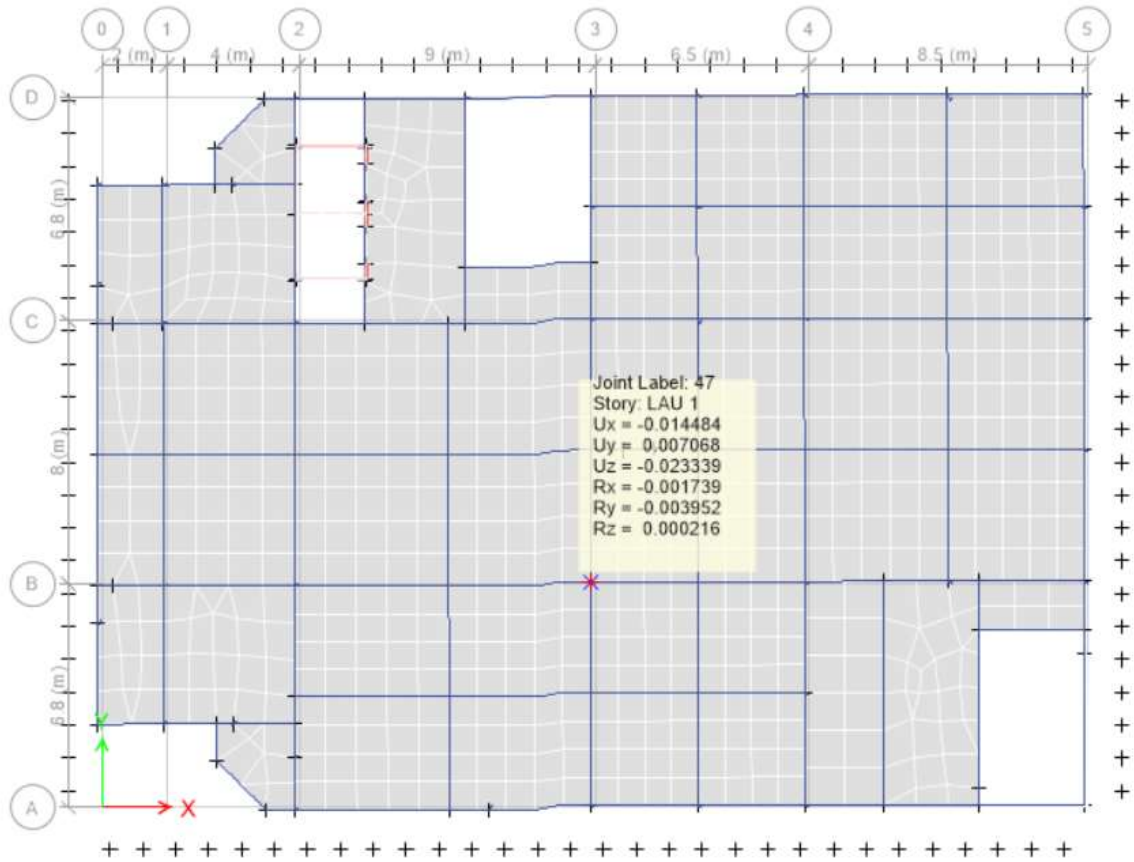 0 1 2 3 4 5
2 (m) 4 (m) 9 (m) 6.5 (m) 8.5 (m)
D
6.8 (m)
C
Joint Label: 47
Story: LAU 1
Ux = -0.014484
Uy = 0.007068
Uz = -0.023339
Rx = -0.001739
Ry = -0.003952
Rz = 0.000216
8 (m)
B
6.8 (m)
Y
A
X